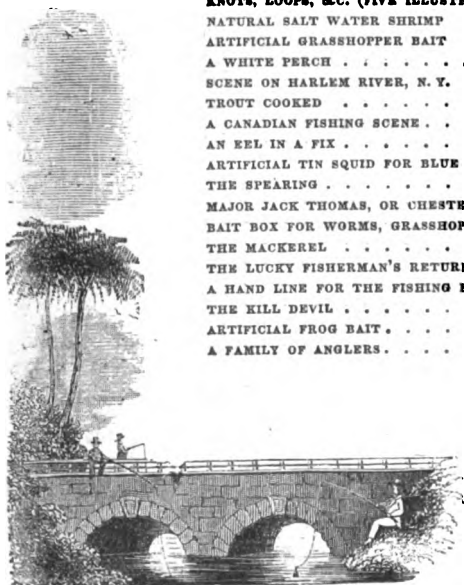 KNOTS, LOOPS, &C. (FIVE ILLUST
NATURAL SALT WATER SHRIMP
ARTIFICIAL GRASSHOPPER BAIT
A WHITE PERCH . . . . . .
SCENE ON HARLEM RIVER, N. Y.
TROUT COOKED . . . . . .
A CANADIAN FISHING SCENE . .
AN EEL IN A FIX . . . . . .
ARTIFICIAL TIN SQUID FOR BLUE
THE SPEARING . . . . . . .
MAJOR JACK THOMAS, OR CHESTE
BAIT BOX FOR WORMS, GRASSHOP
THE MACKEREL . . . . . .
THE LUCKY FISHERMAN'S RETUR
A HAND LINE FOR THE FISHING
THE KILL DEVIL . . . . . .
ARTIFICIAL FROG BAIT . . . .
A FAMILY OF ANGLERS . . . .